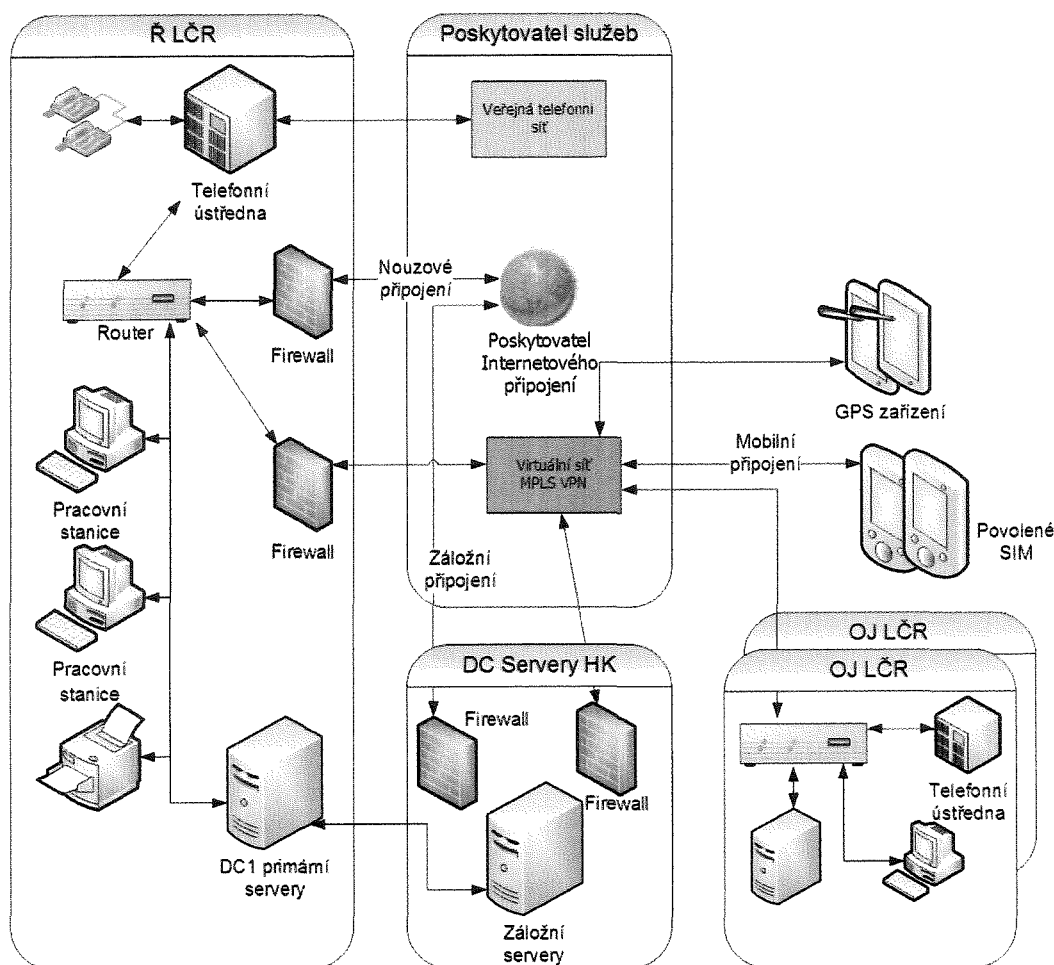 Ř LČR
Poskytovatel služeb
Veřejná telefonní
síť
Telefonní
ústředna
Nouzové
připojení
Router
Firewall
Poskytovatel
Internetového
připojení
GPS zařízení
Mobilní
připojení
Virtuální síť
MPLS VPN
Pracovní
stanice
Firewall
Povolené
SIM
Záložní
připojení
OJ LČR
Pracovní
stanice
DC Servery HK
OJ LČR
Firewall
Firewall
Telefonní
ústředna
DC1 primární
servery
Záložní
servery